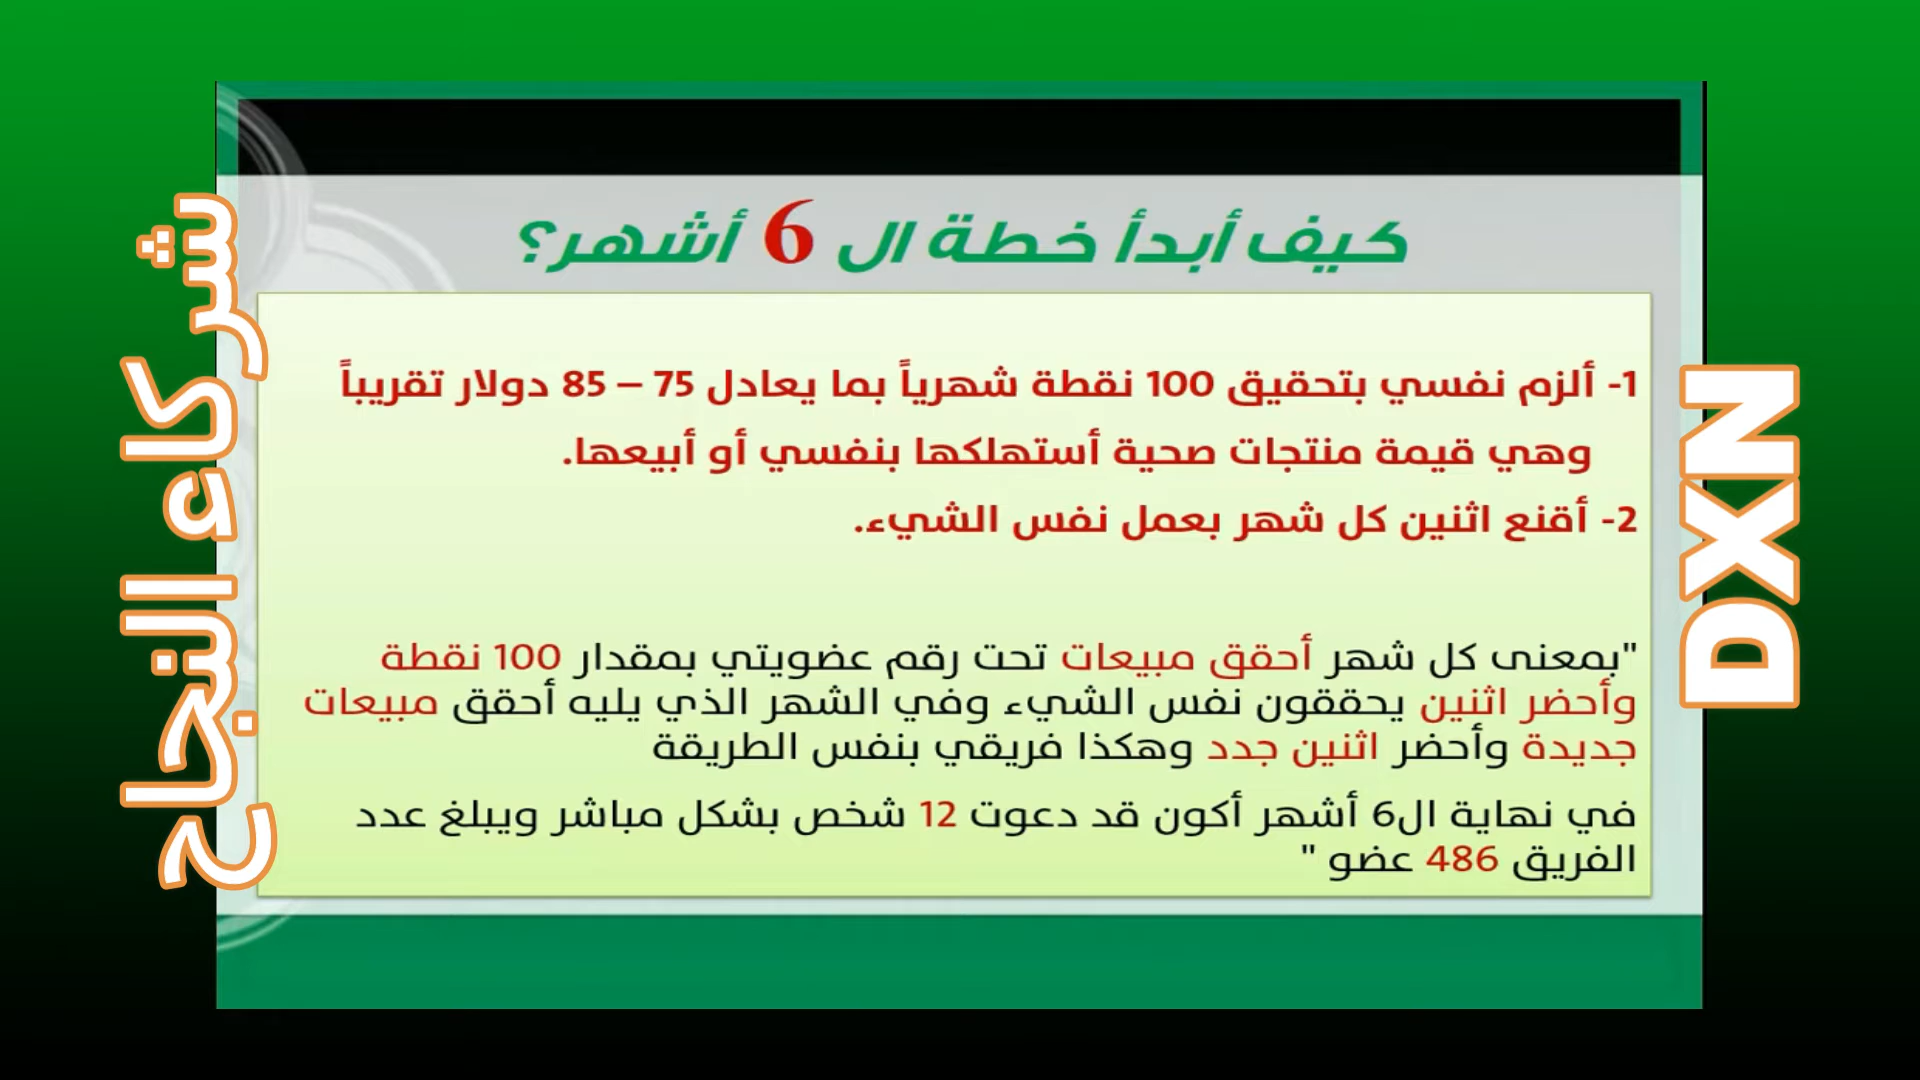 كيف أبدأ خطة ال 6 أشهر؟
1- ألزم نفسي بتحقيق 100 نقطة شهرياً بما يعادل 75 – 85 دولار تقريباً
وهي قيمة منتجات صحية أستهلكها بنفسي أو أبيعها.
2- أقنع اثنين كل شهر بعمل نفس الشيء.
"بمعنى كل شهر أحقق مبيعات تحت رقم عضويتي بمقدار 100 نقطة
وأحضر اثنين يحققون نفس الشيء وفي الشهر الذي يليه أحقق مبيعات
جديدة وأحضر اثنين جدد وهكذا فريقي بنفس الطريقة
في نهاية ال6 أشهر أكون قد دعوت 12 شخص بشكل مباشر ويبلغ عدد
الفريق 486 عضو "
DXN
شركاء النجاح